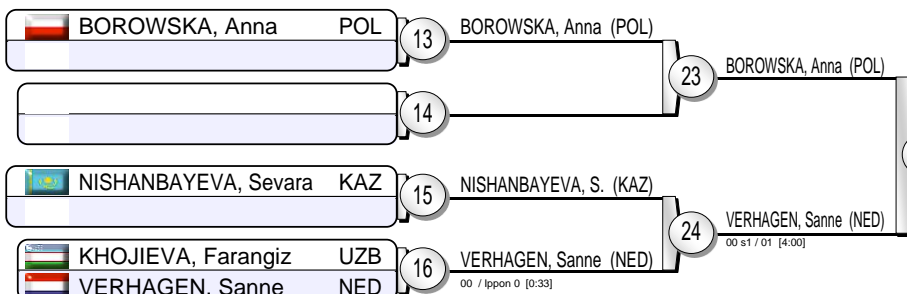 BOROWSKA, Anna POL
13
BOROWSKA, Anna (POL)
23
BOROWSKA, Anna (POL)
14
NISHANBAYEVA, Sevara KAZ
15
NISHANBAYEVA, S. (KAZ)
24
VERHAGEN, Sanne (NED)
00 s1 / 01 [4:00]
KHOJIEVA, Farangiz UZB
16
VERHAGEN, Sanne (NED)
00 / Ippon 0 [0:33]
VERHAGEN, Sanne NED